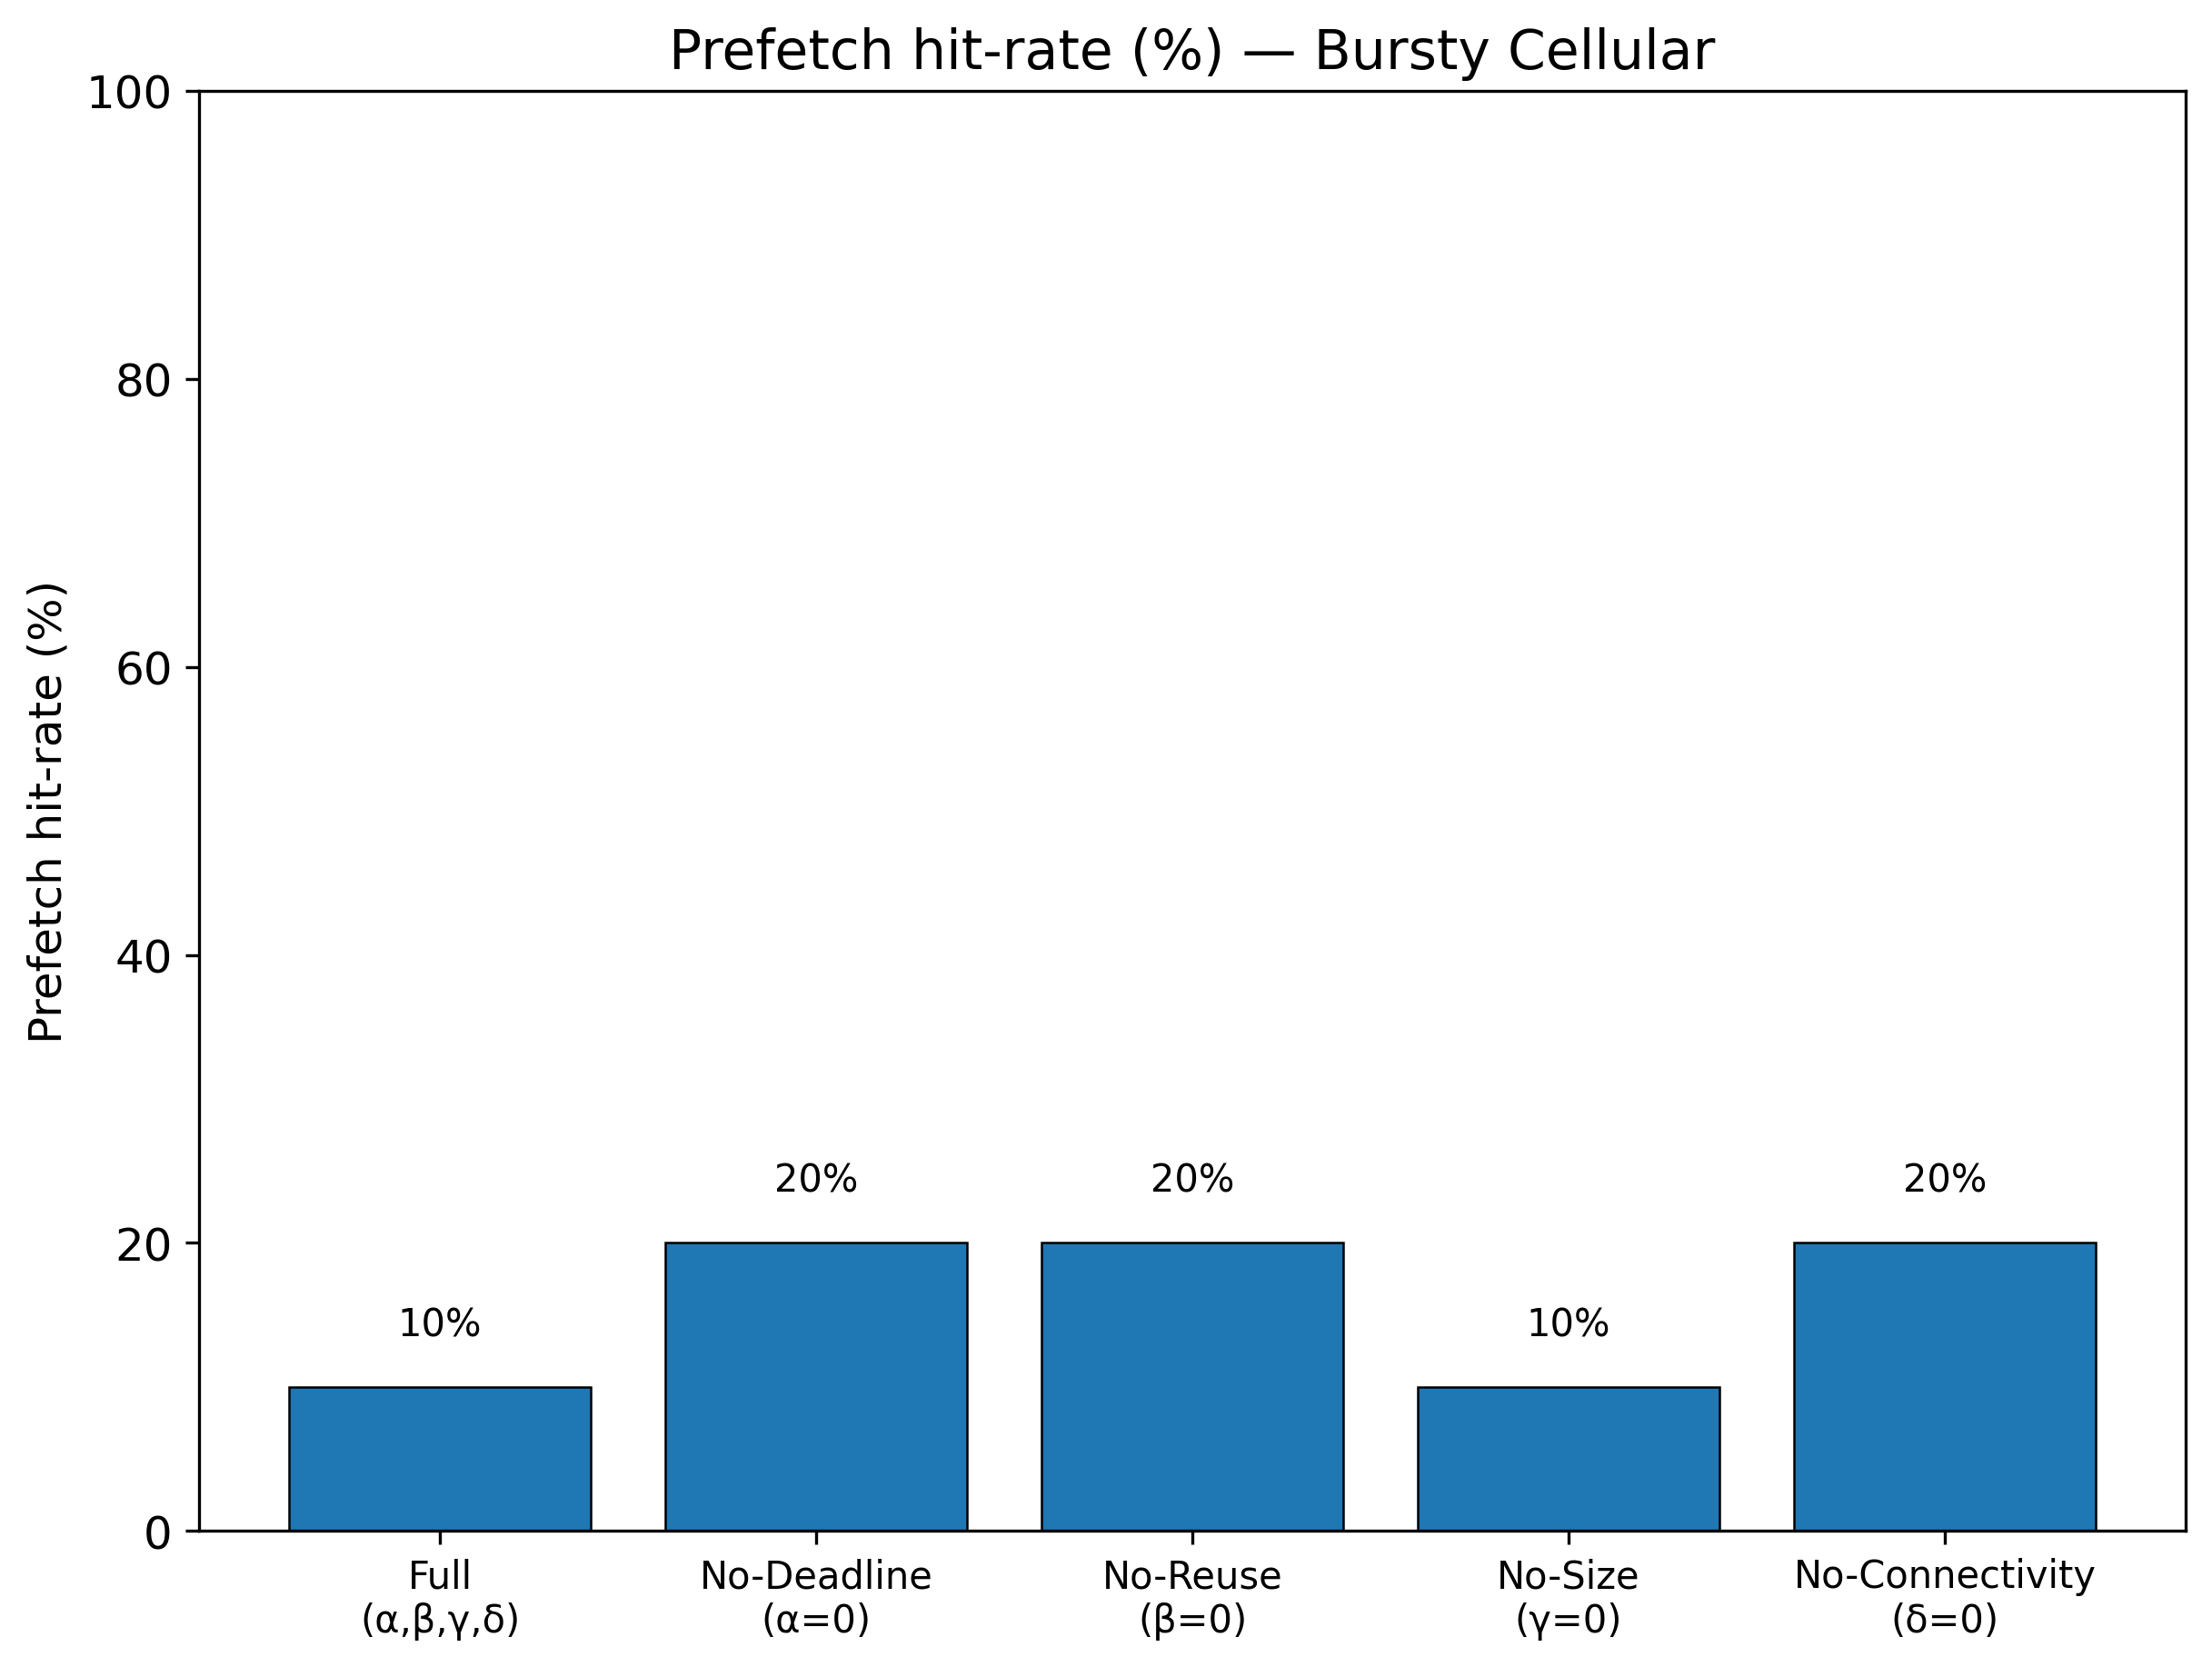 Prefetch hit-rate (%) — Bursty Cellular
Prefetch hit-rate (%)
100
80
60
40
20
0
10%
20%
20%
10%
20%
Full
(α,β,γ,δ)
No-Deadline
(α=0)
No-Reuse
(β=0)
No-Size
(γ=0)
No-Connectivity
(δ=0)